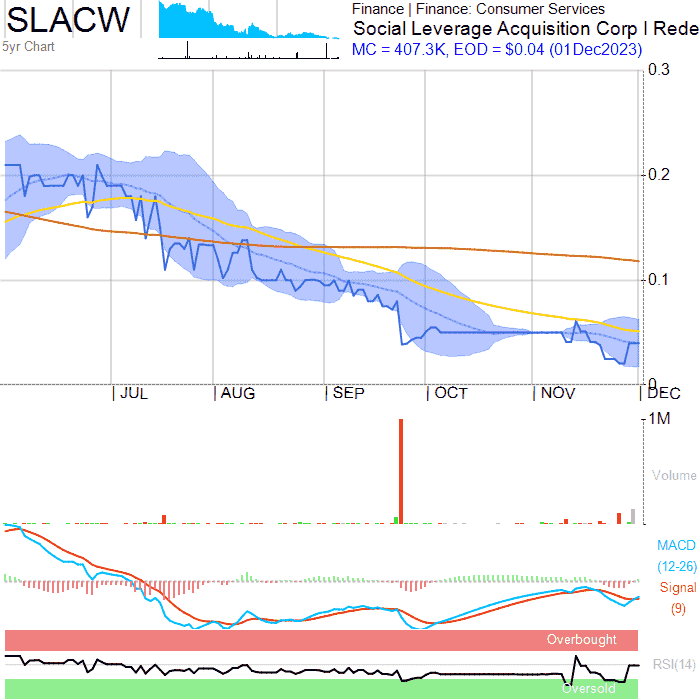 SLACW
5yr Chart
Finance | Finance: Consumer Services
Social Leverage Acquisition Corp I Rede
MC = 407.3K, EOD = $0.04 (01Dec2023)
0.3
0.2
0.1
0
JUL AUG SEP OCT NOV DEC
1M
Volume
MACD
(12-26)
Signal
(9)
Overbought
RSI(14)
Oversold